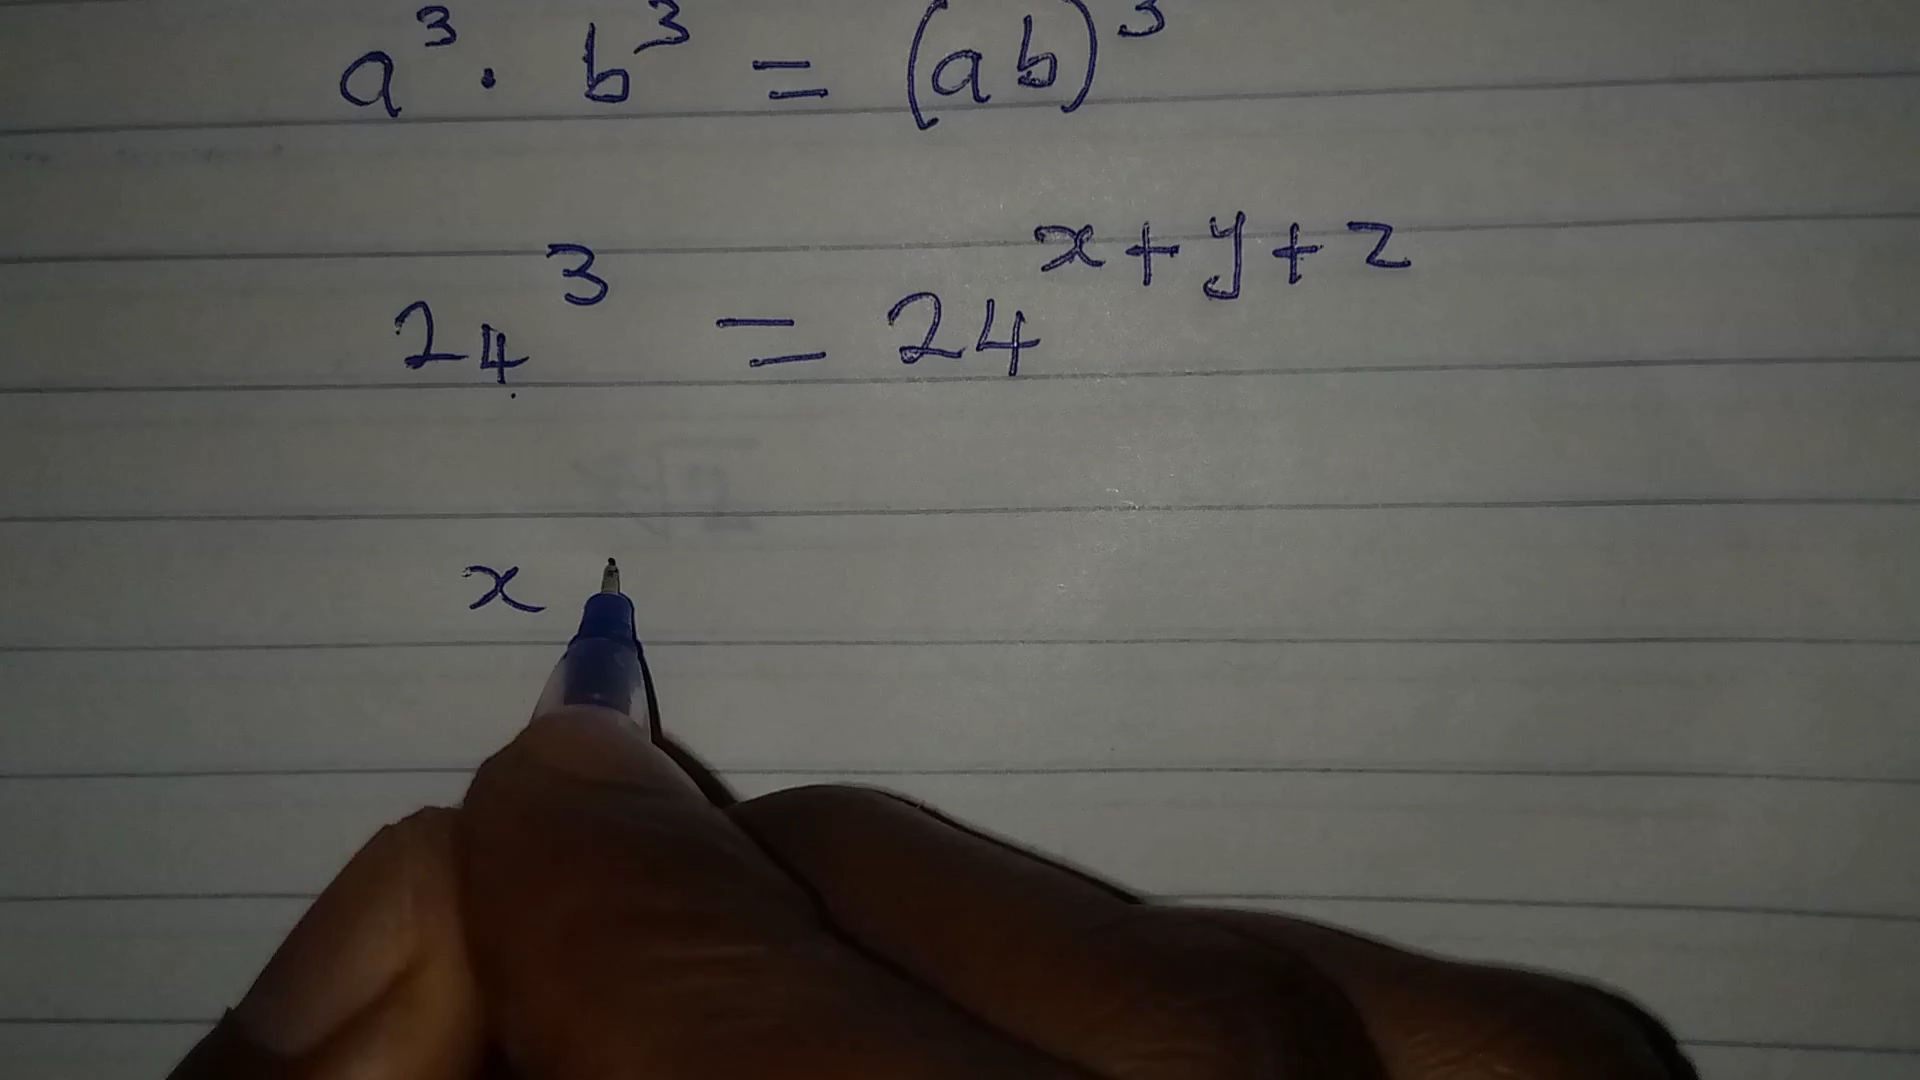 a³ · b³ = (ab)³
24³ = 24^(x+y+z)
x